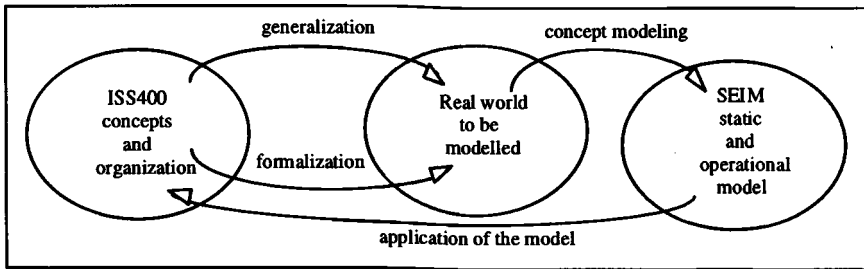 generalization
concept modeling
ISS400
concepts
and
organization
Real world
to be
modelled
SEIM
static
and
operational
model
formalization
application of the model